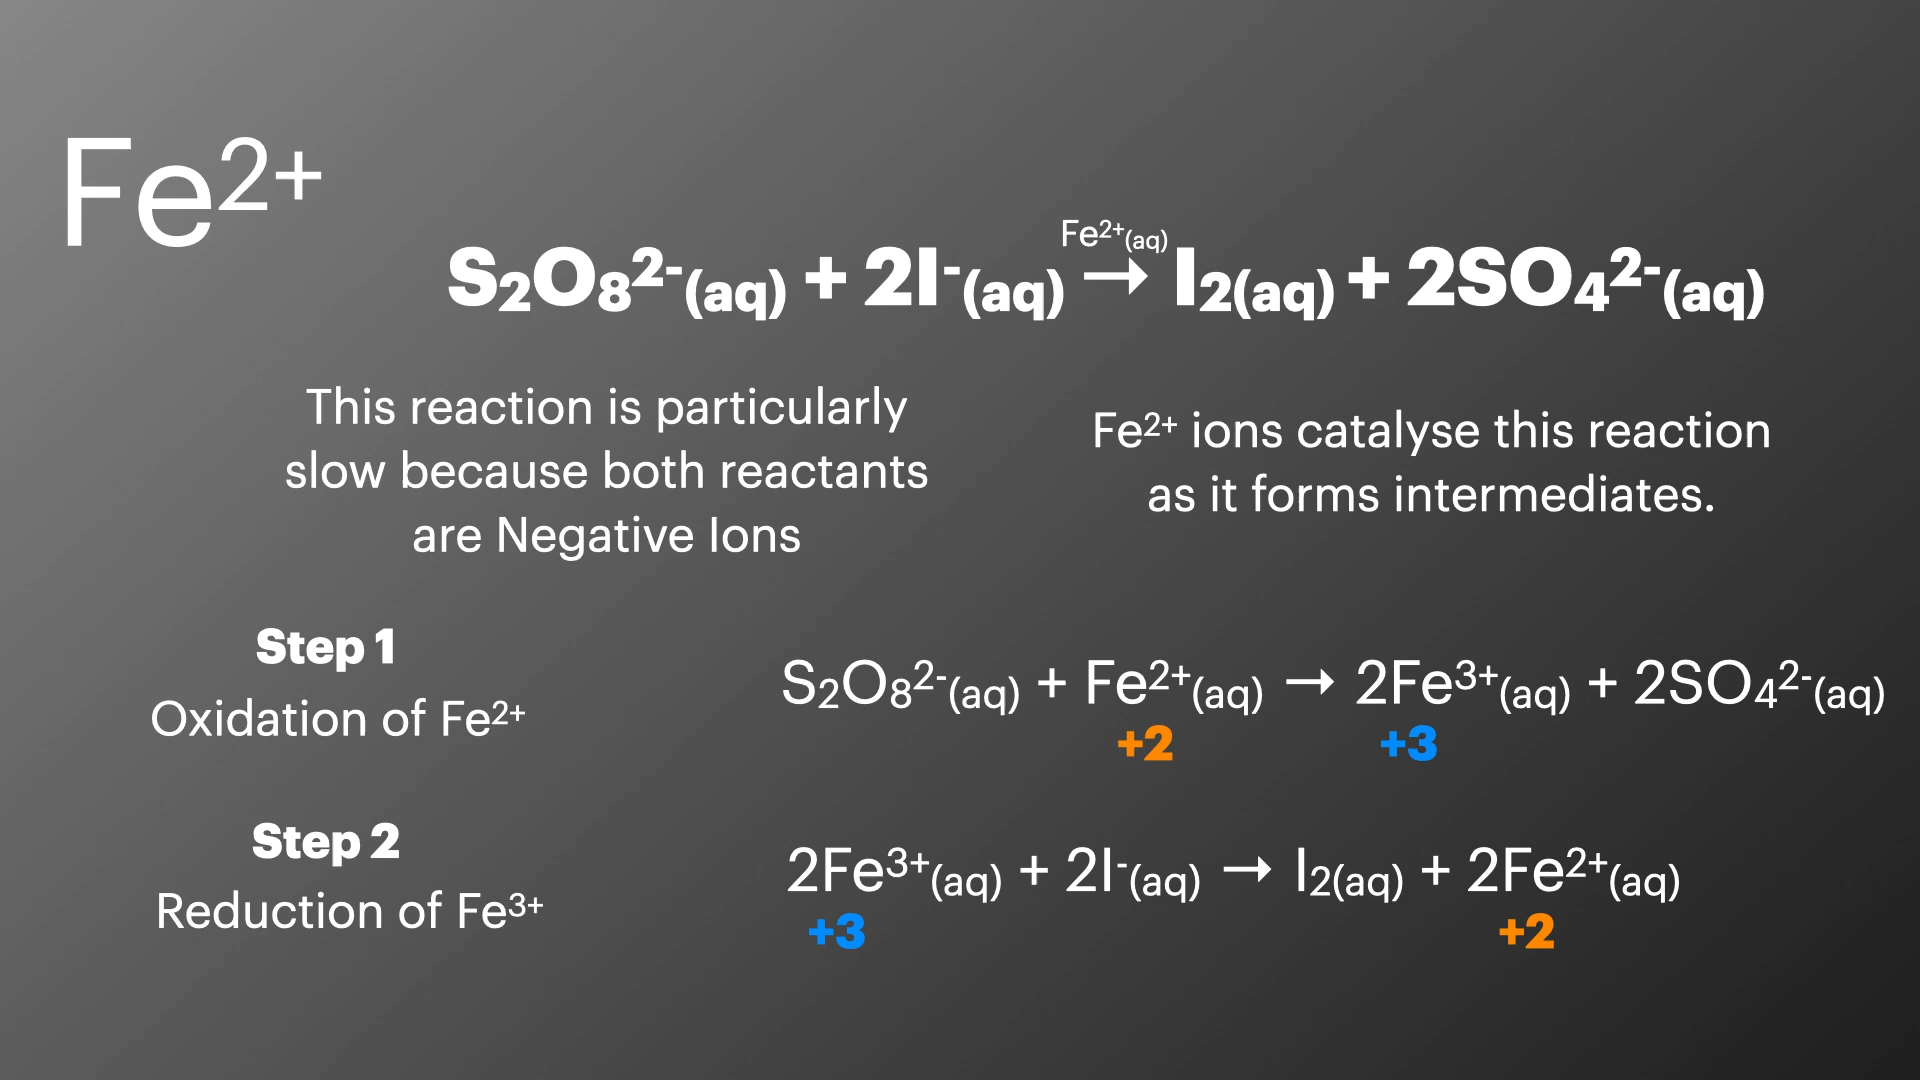 Fe²⁺
Fe²⁺(aq)
S₂O₈²⁻(aq) + 2I⁻(aq) → I₂(aq) + 2SO₄²⁻(aq)
This reaction is particularly
slow because both reactants
are Negative Ions
Fe²⁺ ions catalyse this reaction
as it forms intermediates.
Step 1
Oxidation of Fe²⁺
S₂O₈²⁻(aq) + Fe²⁺(aq) → 2Fe³⁺(aq) + 2SO₄²⁻(aq)
+2 +3
Step 2
Reduction of Fe³⁺
2Fe³⁺(aq) + 2I⁻(aq) → I₂(aq) + 2Fe²⁺(aq)
+3 +2